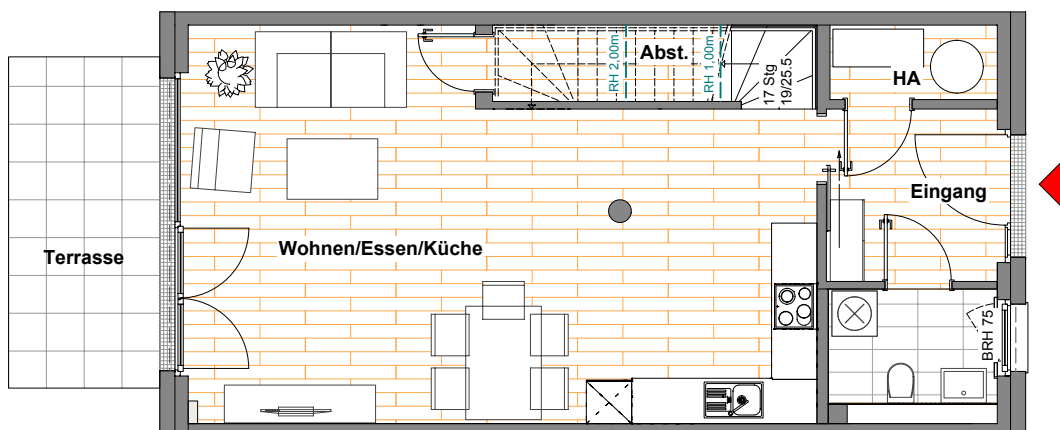 Abst.
RH 2,00m
RH 1,00m
17 Stg
19/25.5
HA
Eingang
Wohnen/Essen/Küche
Terrasse
BRH 75